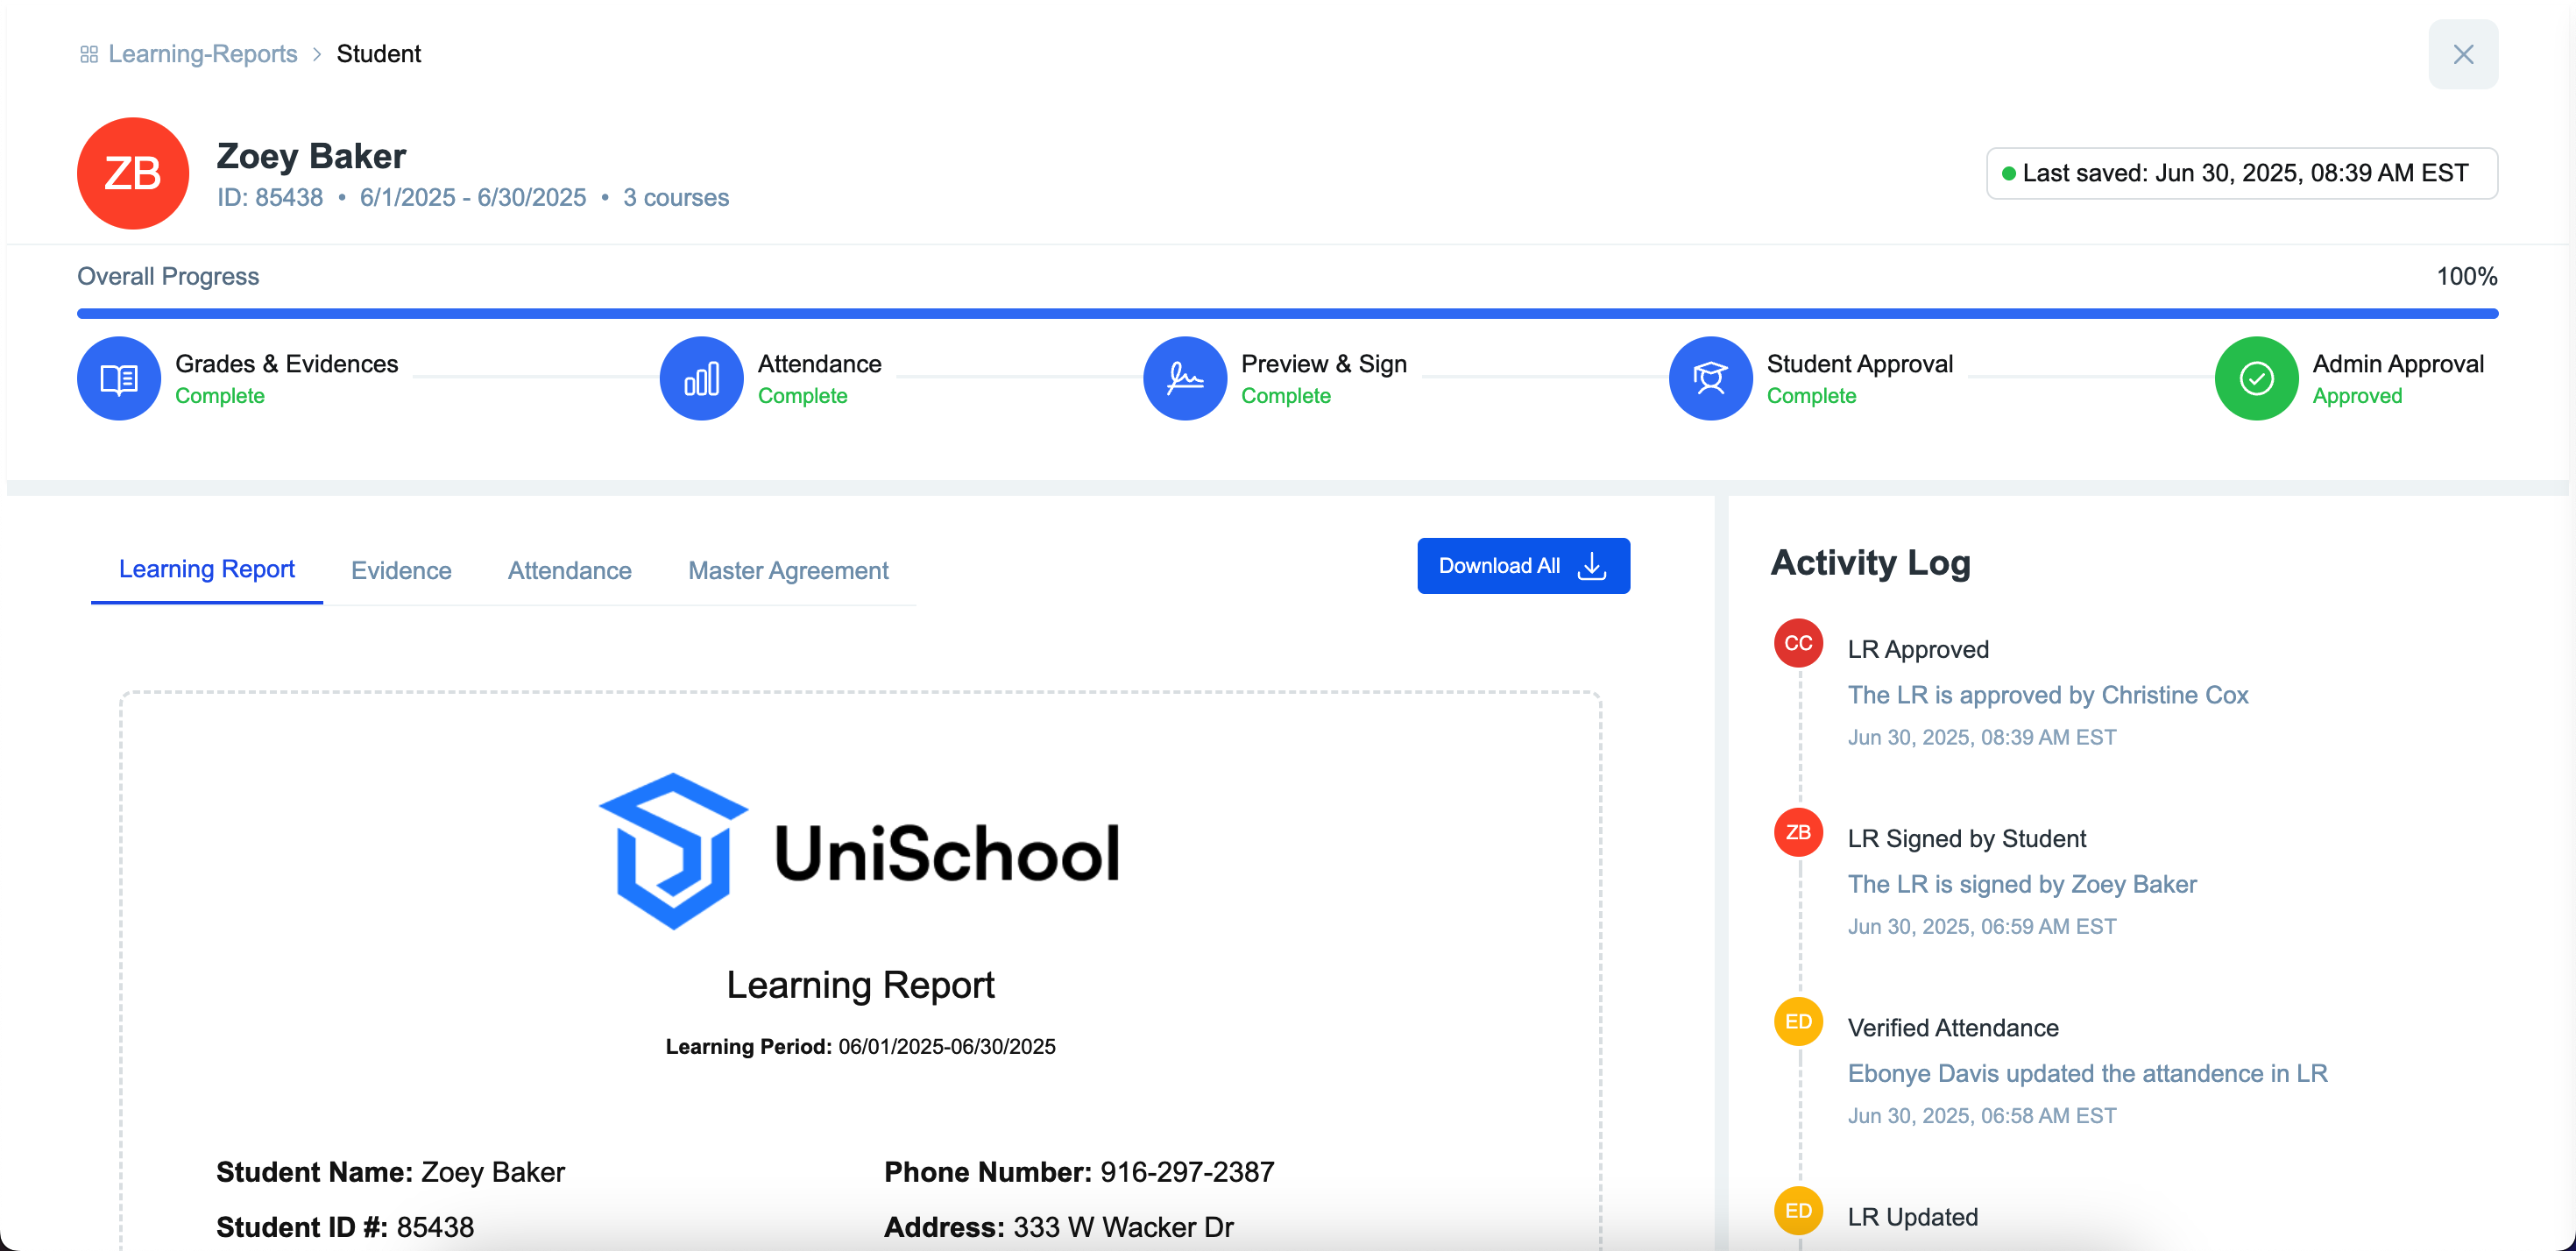 Learning-Reports > Student
ZB
Zoey Baker
ID: 85438 • 6/1/2025 - 6/30/2025 • 3 courses
Last saved: Jun 30, 2025, 08:39 AM EST
Overall Progress
100%
Grades & Evidences
Complete
Attendance
Complete
Preview & Sign
Complete
Student Approval
Complete
Admin Approval
Approved
Learning Report
Evidence
Attendance
Master Agreement
Download All
UniSchool
Learning Report
Learning Period: 06/01/2025-06/30/2025
Student Name: Zoey Baker
Phone Number: 916-297-2387
Student ID #: 85438
Address: 333 W Wacker Dr
Activity Log
CC
LR Approved
The LR is approved by Christine Cox
Jun 30, 2025, 08:39 AM EST
ZB
LR Signed by Student
The LR is signed by Zoey Baker
Jun 30, 2025, 06:59 AM EST
ED
Verified Attendance
Ebonye Davis updated the attandence in LR
Jun 30, 2025, 06:58 AM EST
ED
LR Updated